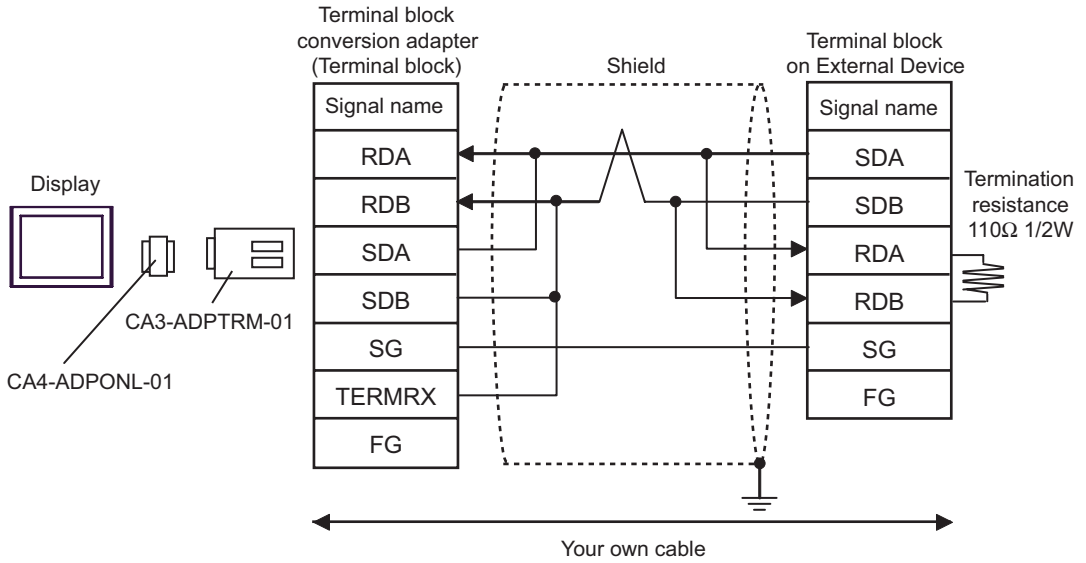 Terminal block
conversion adapter
(Terminal block)
Shield
Terminal block
on External Device
Signal name
RDA
RDB
SDA
SDB
SG
TERMRX
FG
Signal name
SDA
SDB
RDA
RDB
SG
FG
Display
CA3-ADPTRM-01
CA4-ADPONL-01
Termination
resistance
110Ω 1/2W
Your own cable